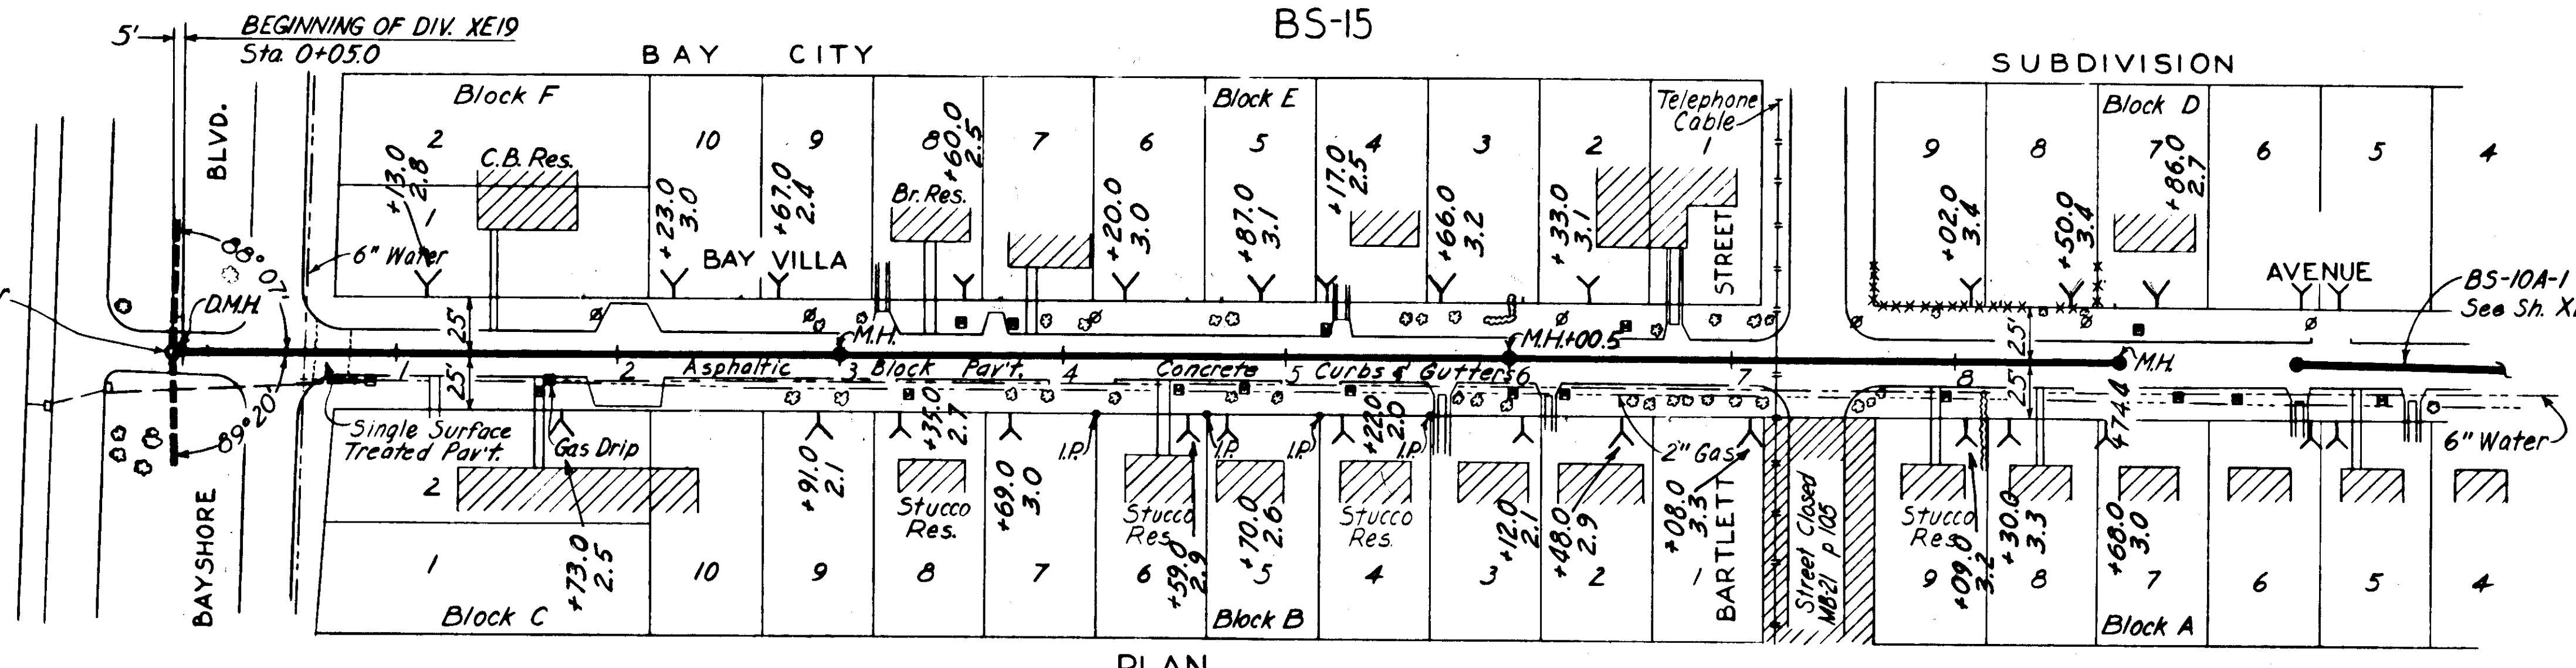 BS-15
5'
BEGINNING OF DIV. XE19
Sta. 0+05.0
BAY CITY
SUBDIVISION
BLVD.
Block F
2
C.B. Res.
+13.0
2.8
1
6" Water
88° 07'
D.M.H.
10
+23.0
3.0
9
+67.0
2.4
BAY VILLA
8
+60.0
2.5
Br. Res.
7
6
+20.0
3.0
Block E
5
+87.0
3.1
4
+17.0
2.5
3
+66.0
3.2
2
+33.0
3.1
Telephone
Cable
1
STREET
9
+02.0
3.4
8
+50.0
3.4
Block D
7
+86.0
2.7
6
5
4
AVENUE
BS-10A-1
See Sh.
25'
M.H.
M.H.+00.5
25'
M.H.
1
2
Asphaltic
3
Block
Pav't.
4
Concrete
5
Curbs & Gutters
6
7
8
25'
25'
474.4
89° 20'
Single Surface
Treated Pav't.
Gas Drip
+73.0
2.5
2
1
Block C
10
9
+91.0
2.1
8
+35.0
2.7
Stucco
Res.
7
+69.0
3.0
I.P.
6
Stucco
Res.
+59.0
2.9
I.P.
5
+70.0
2.6
Block B
I.P.
4
+22.0
2.0
Stucco
Res.
I.P.
3
+12.0
2.1
2
+48.0
2.9
2" Gas
1
+08.0
3.3
BARTLETT
Street Closed
MB-21 p 105
9
Stucco
Res.
+09.0
3.2
8
+30.0
3.3
7
+68.0
3.0
Block A
6
5
4
6" Water
BAYSHORE
PLAN